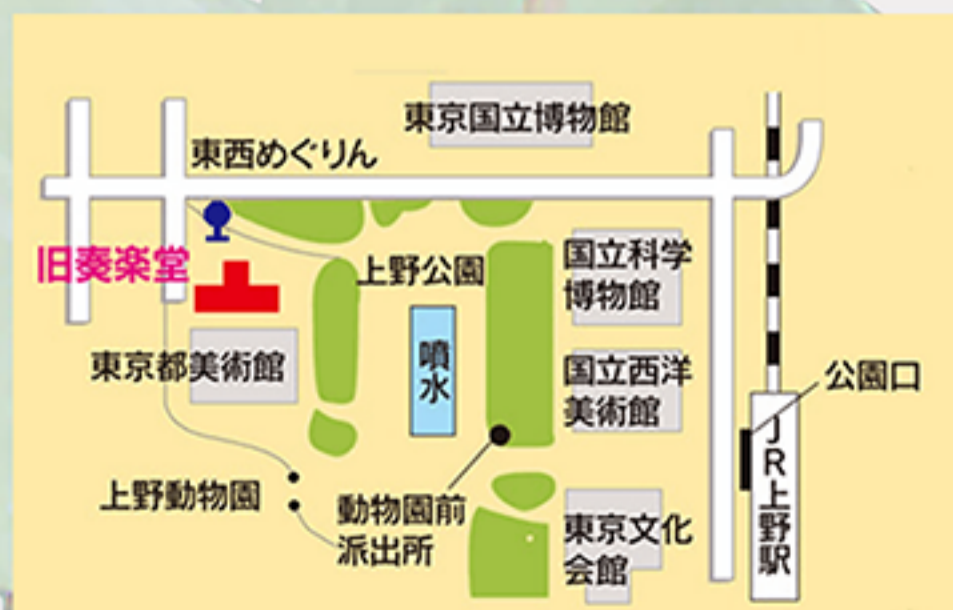 東京国立博物館
東西めぐりん
旧奏楽堂
上野公園
国立科学
博物館
噴水
東京都美術館
国立西洋
美術館
公園口
JR上野駅
上野動物園
動物園前
派出所
東京文化
会館